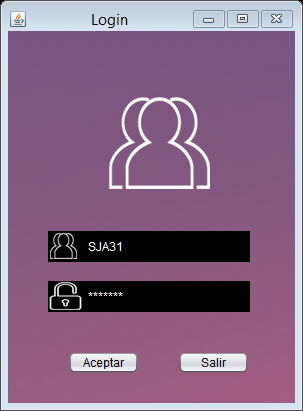 Login
SJA31
*******
Aceptar
Salir